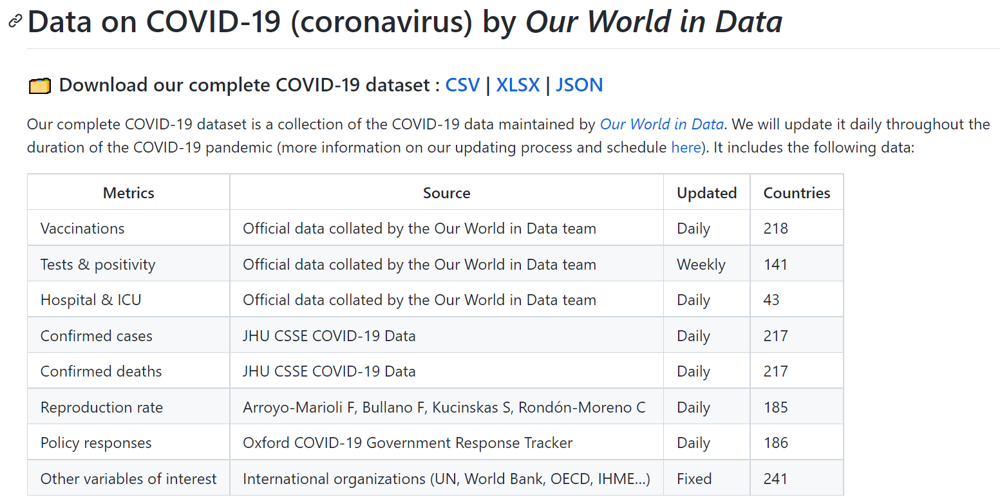 Data on COVID-19 (coronavirus) by Our World in Data
Download our complete COVID-19 dataset : CSV | XLSX | JSON
Our complete COVID-19 dataset is a collection of the COVID-19 data maintained by Our World in Data. We will update it daily throughout the
duration of the COVID-19 pandemic (more information on our updating process and schedule here). It includes the following data:
Metrics Source Updated Countries
Vaccinations Official data collated by the Our World in Data team Daily 218
Tests & positivity Official data collated by the Our World in Data team Weekly 141
Hospital & ICU Official data collated by the Our World in Data team Daily 43
Confirmed cases JHU CSSE COVID-19 Data Daily 217
Confirmed deaths JHU CSSE COVID-19 Data Daily 217
Reproduction rate Arroyo-Marioli F, Bullano F, Kucinskas S, Rondón-Moreno C Daily 185
Policy responses Oxford COVID-19 Government Response Tracker Daily 186
Other variables of interest International organizations (UN, World Bank, OECD, IHME…) Fixed 241